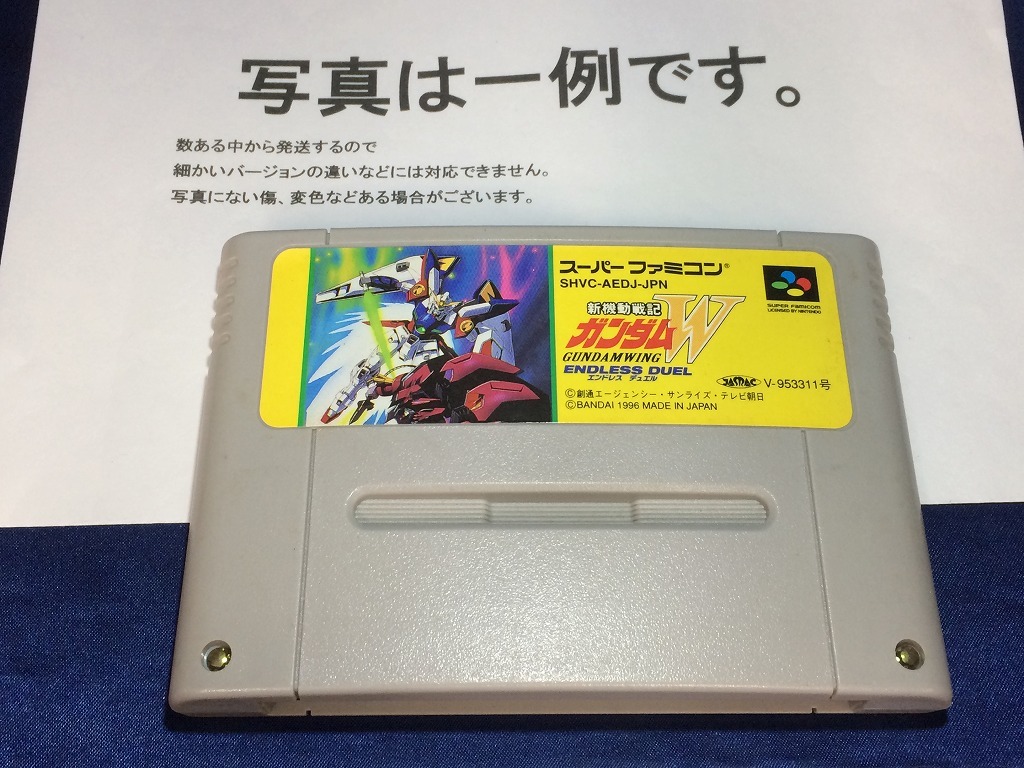 写真は一例です。
数ある中から発送するので
細かいバージョンの違いなどには対応できません。
写真にない傷、変色などある場合がございます。
スーパーファミコン®
SHVC-AEDJ-JPN
SUPER FAMICOM
LICENSED BY NINTENDO
新機動戦記
ガンダムW
GUNDAMWING
ENDLESS DUEL
エンドレス デュエル
JASRAC V-953311号
©創通エージェンシー・サンライズ・テレビ朝日
©BANDAI 1996 MADE IN JAPAN